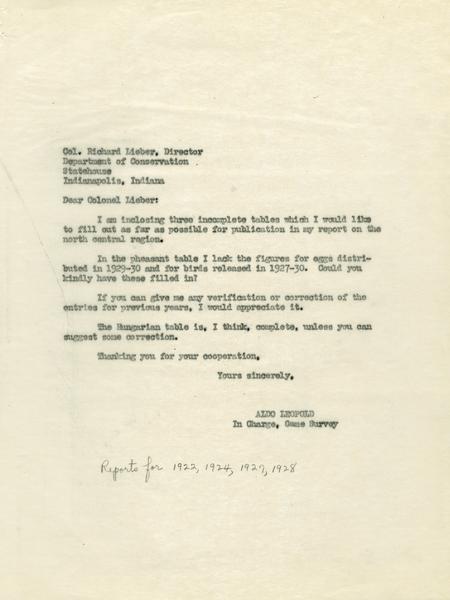 Col. Richard Lieber, Director
Department of Conservation
Statehouse
Indianapolis, Indiana
Dear Colonel Lieber:
I am inclosing three incomplete tables which I would like
to fill out as far as possible for publication in my report on the
north central region.
In the pheasant table I lack the figures for eggs distri-
buted in 1929-30 and for birds released in 1927-30. Could you
kindly have these filled in?
If you can give me any verification or correction of the
entries for previous years, I would appreciate it.
The Hungarian table is, I think, complete, unless you can
suggest some correction.
Thanking you for your cooperation,
Yours sincerely,
ALDO LEOPOLD
In Charge, Game Survey
Reports for 1922, 1924, 1927, 1928